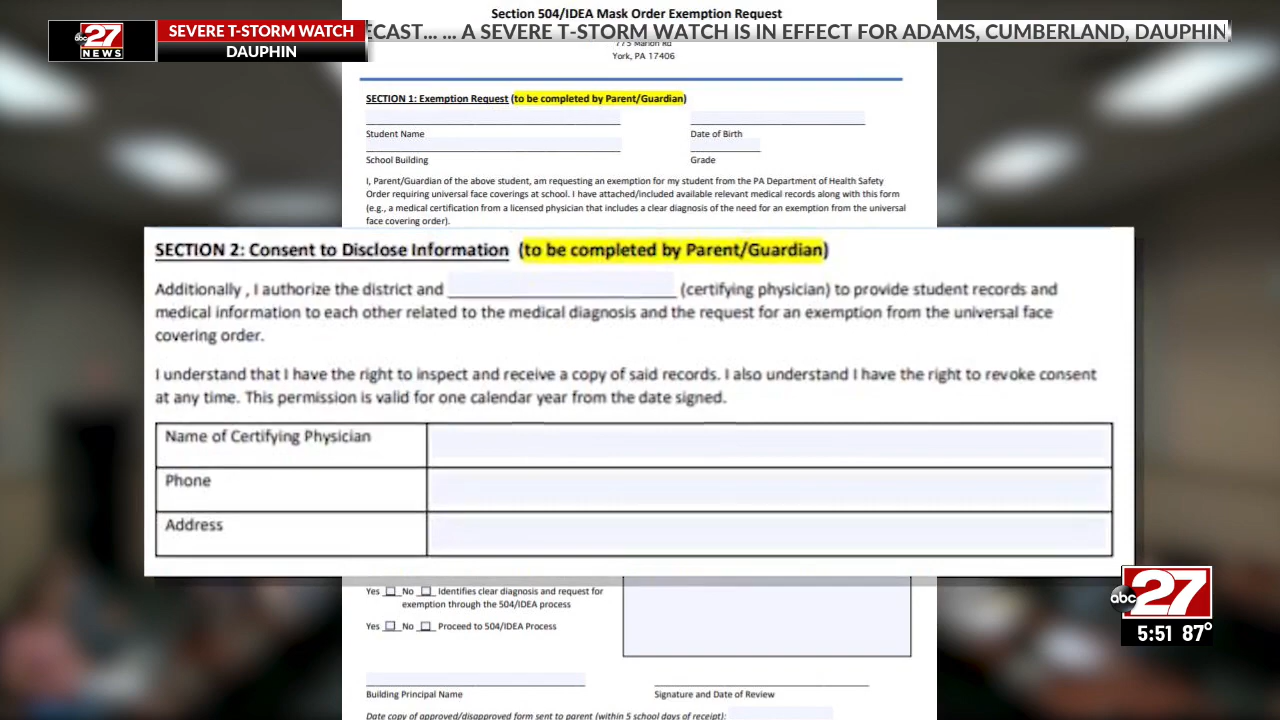 Section 504/IDEA Mask Order Exemption Request
abc 27 NEWS
SEVERE T-STORM WATCH
DAUPHIN
ECAST... ... A SEVERE T-STORM WATCH IS IN EFFECT FOR ADAMS, CUMBERLAND, DAUPHIN,
775 Marion Rd
York, PA 17406
SECTION 1: Exemption Request (to be completed by Parent/Guardian)
Student Name Date of Birth
School Building Grade
I, Parent/Guardian of the above student, am requesting an exemption for my student from the PA Department of Health Safety
Order requiring universal face coverings at school. I have attached/included available relevant medical records along with this form
(e.g., a medical certification from a licensed physician that includes a clear diagnosis of the need for an exemption from the universal
face covering order).
SECTION 2: Consent to Disclose Information (to be completed by Parent/Guardian)
Additionally , I authorize the district and ____ (certifying physician) to provide student records and
medical information to each other related to the medical diagnosis and the request for an exemption from the universal face
covering order.
I understand that I have the right to inspect and receive a copy of said records. I also understand I have the right to revoke consent
at any time. This permission is valid for one calendar year from the date signed.
Name of Certifying Physician
Phone
Address
Yes ☐ No ☐ Identifies clear diagnosis and request for
exemption through the 504/IDEA process
Yes ☐ No ☐ Proceed to 504/IDEA Process
abc 27
5:51 87°
Building Principal Name Signature and Date of Review
Date copy of approved/disapproved form sent to parent (within 5 school days of receipt):